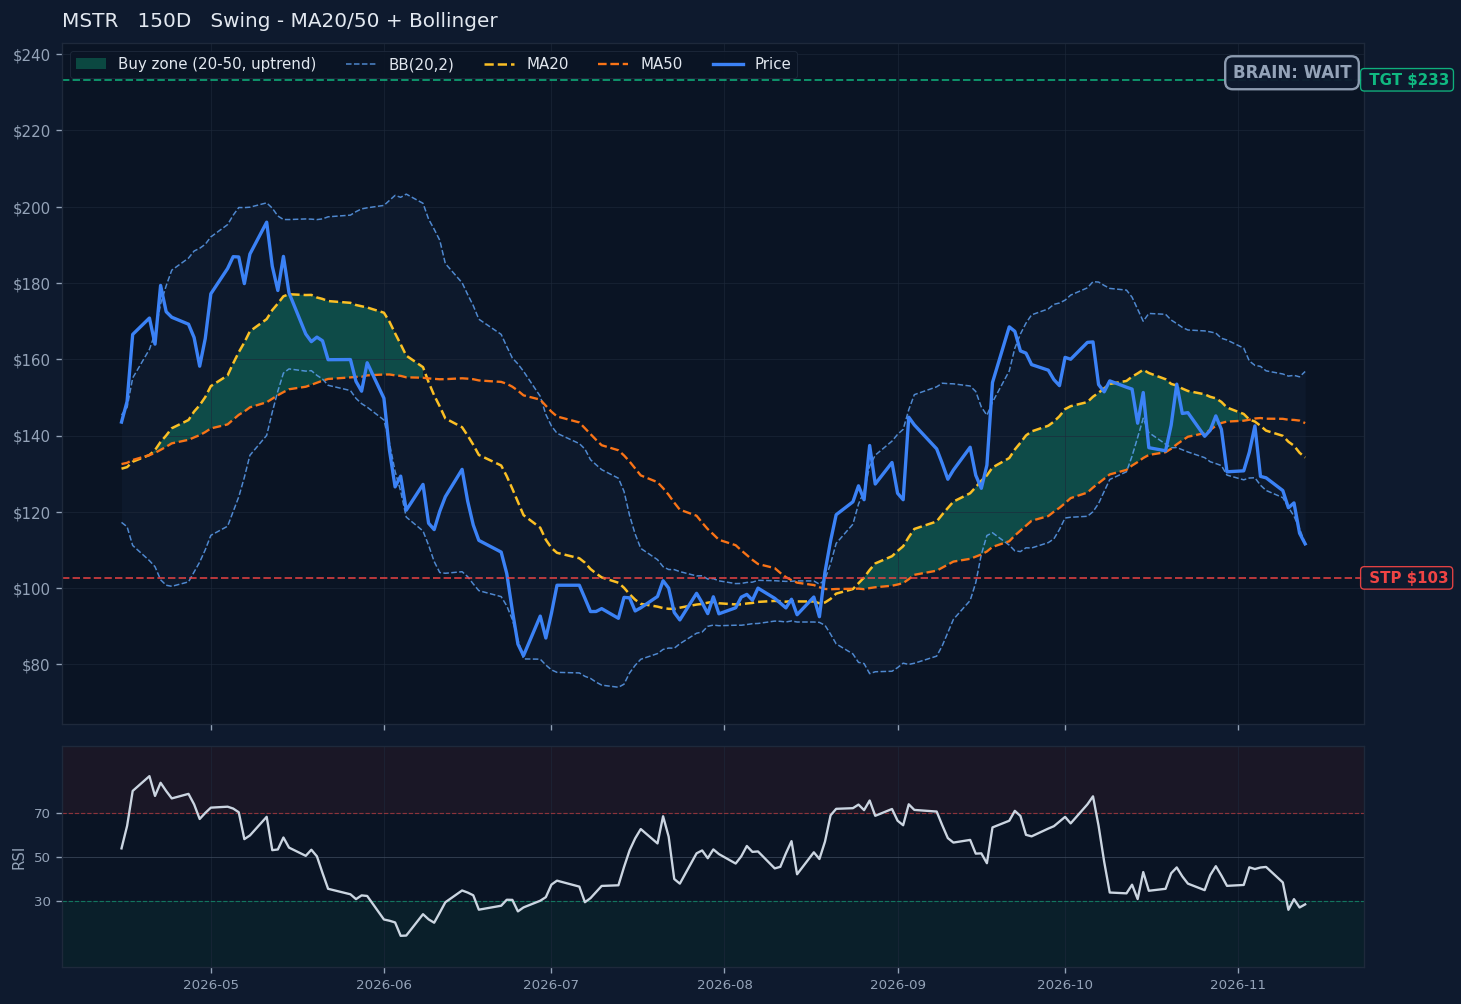 MSTR 150D Swing - MA20/50 + Bollinger
$240
Buy zone (20-50, uptrend) BB(20,2) MA20 MA50 Price
BRAIN: WAIT
TGT $233
$220
$200
$180
$160
$140
$120
$100
STP $103
$80
RSI
70
50
30
2026-05 2026-06 2026-07 2026-08 2026-09 2026-10 2026-11